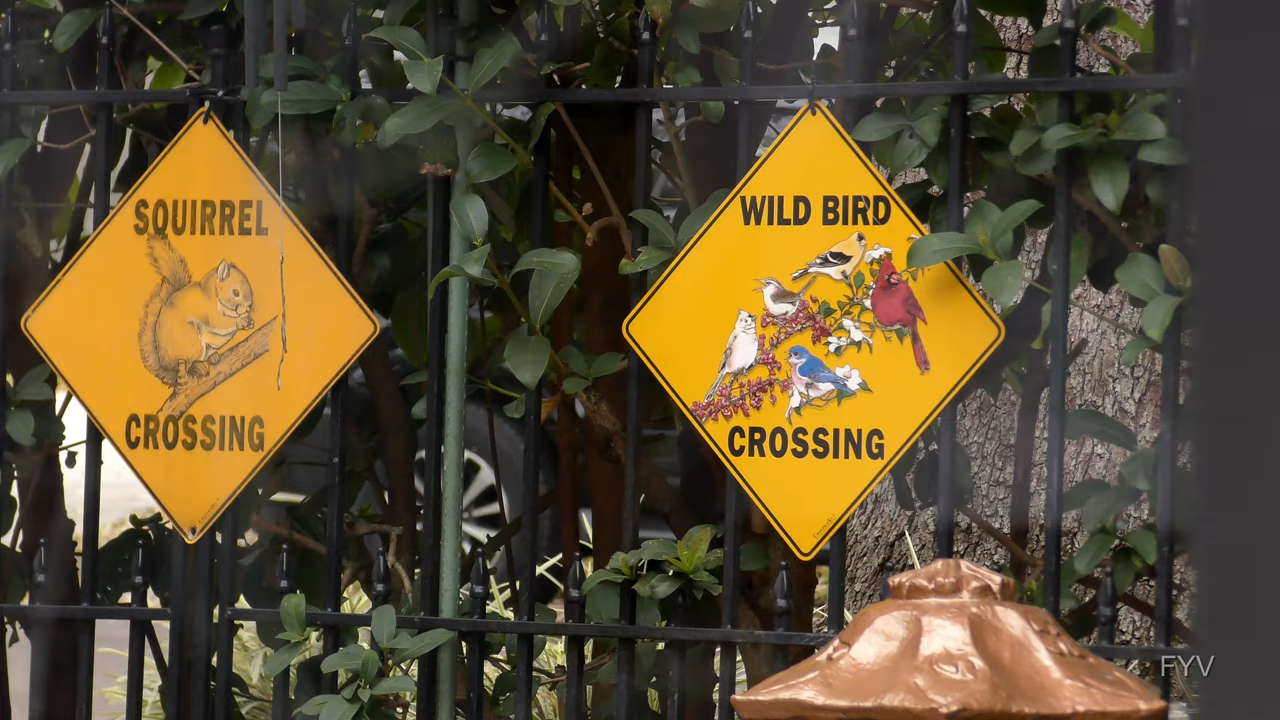 SQUIRREL
CROSSING
WILD BIRD
CROSSING
FYV